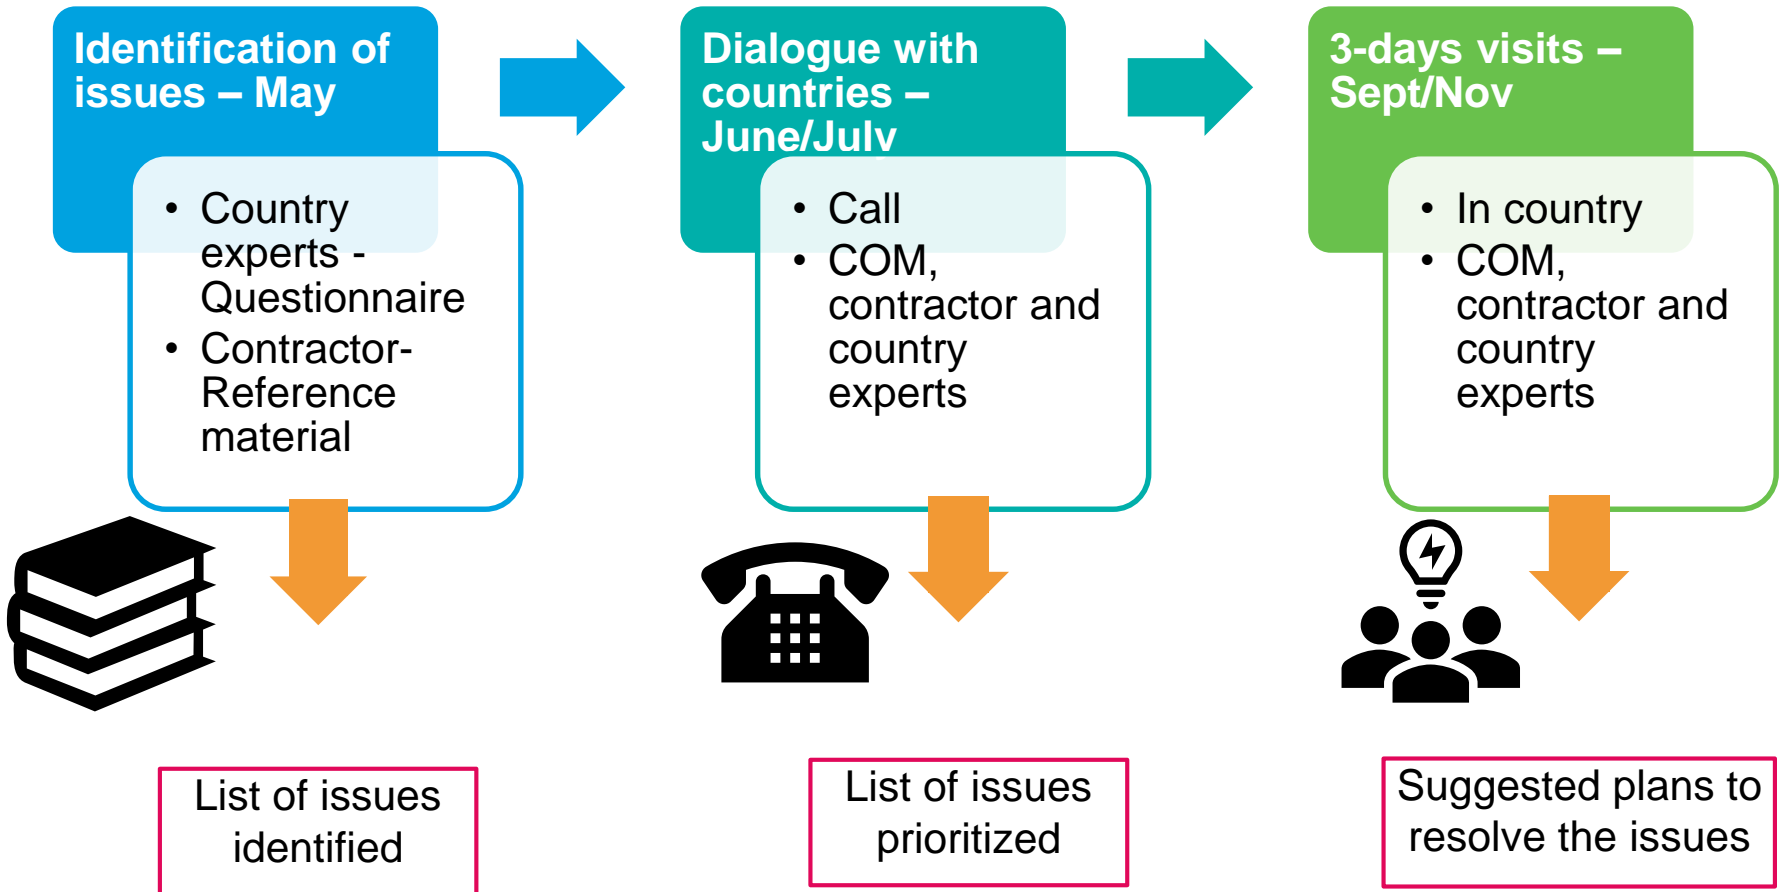 Identification of
issues – May
• Country
experts -
Questionnaire
• Contractor-
Reference
material
List of issues
identified
Dialogue with
countries –
June/July
• Call
• COM,
contractor and
country
experts
List of issues
prioritized
3-days visits –
Sept/Nov
• In country
• COM,
contractor and
country
experts
Suggested plans to
resolve the issues